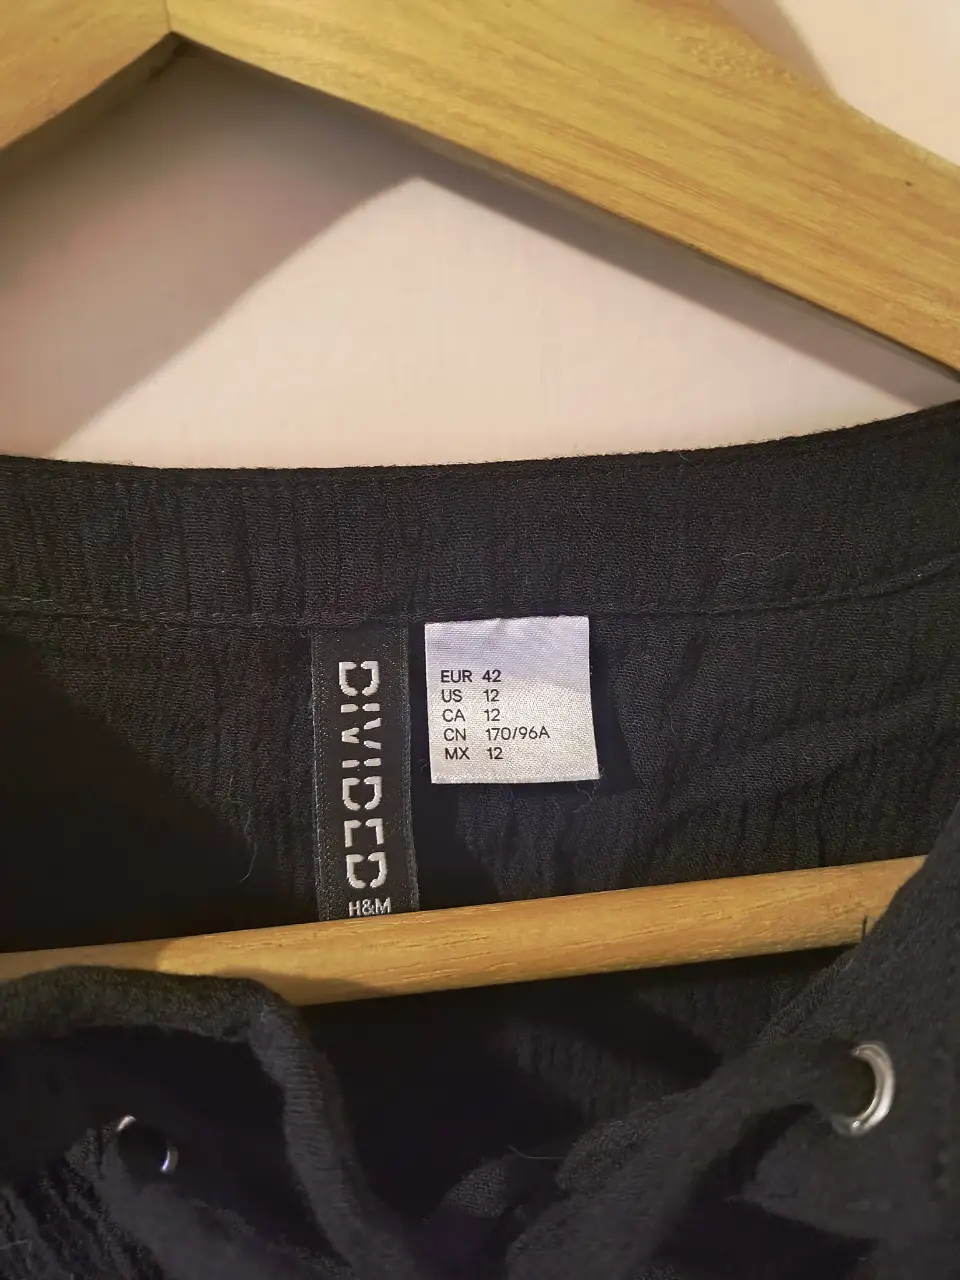 DIVIDED
H&M
EUR 42
US 12
CA 12
CN 170/96A
MX 12